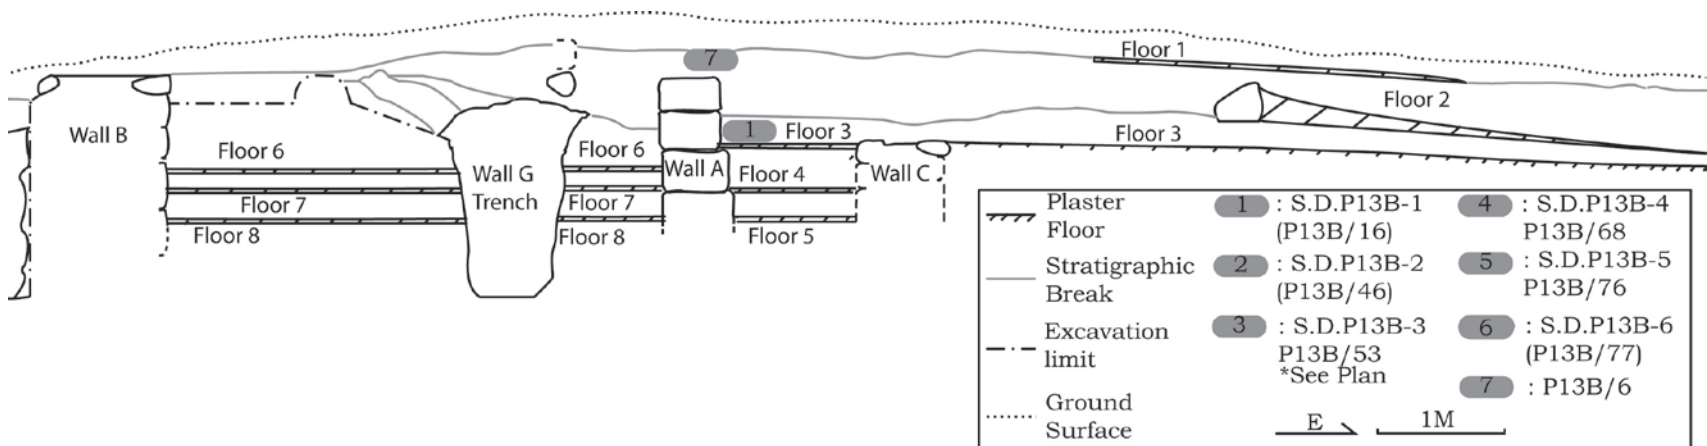 7
Floor 1
Floor 2
Wall B
1
Floor 3
Floor 3
Floor 6
Floor 6
Wall G
Trench
Wall A
Floor 4
Wall C
Floor 7
Floor 7
Floor 8
Floor 8
Floor 5
Plaster
Floor
Stratigraphic
Break
Excavation
limit
Ground
Surface
1 : S.D.P13B-1
(P13B/16)
2 : S.D.P13B-2
(P13B/46)
3 : S.D.P13B-3
P13B/53
*See Plan
4 : S.D.P13B-4
P13B/68
5 : S.D.P13B-5
P13B/76
6 : S.D.P13B-6
(P13B/77)
7 : P13B/6
E
1M